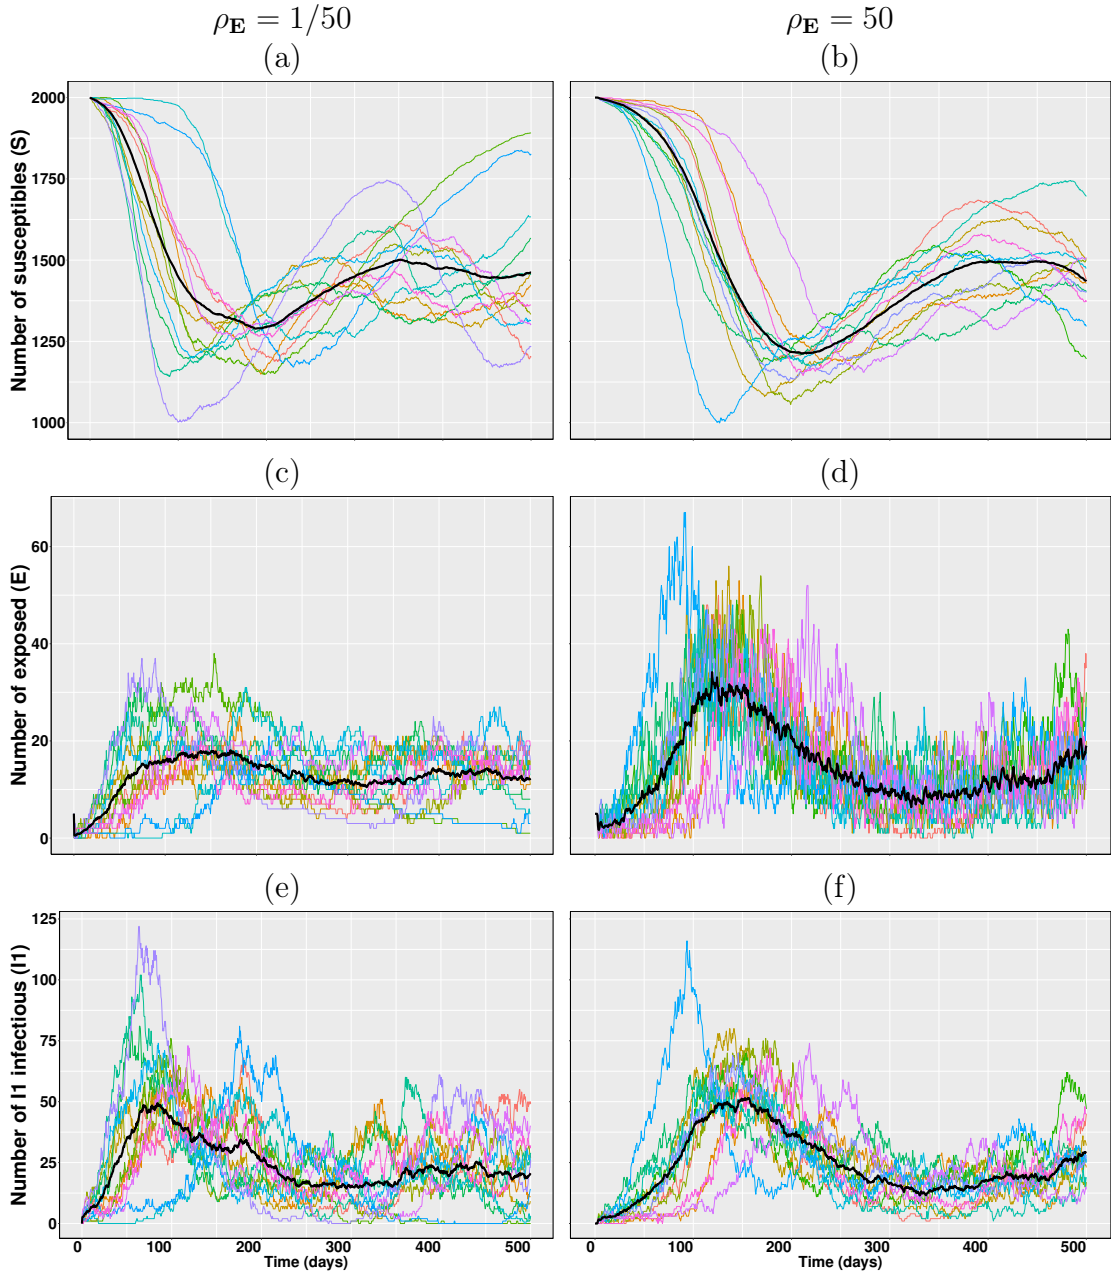 ρ_E = 1/50
ρ_E = 50
(a)
(b)
Number of susceptibles (S)
2000
1750
1500
1250
1000
(c)
(d)
Number of exposed (E)
60
40
20
0
(e)
(f)
Number of I1 infectious (I1)
125
100
75
50
25
0
0 100 200 300 400 500
0 100 200 300 400 500
Time (days)
Time (days)